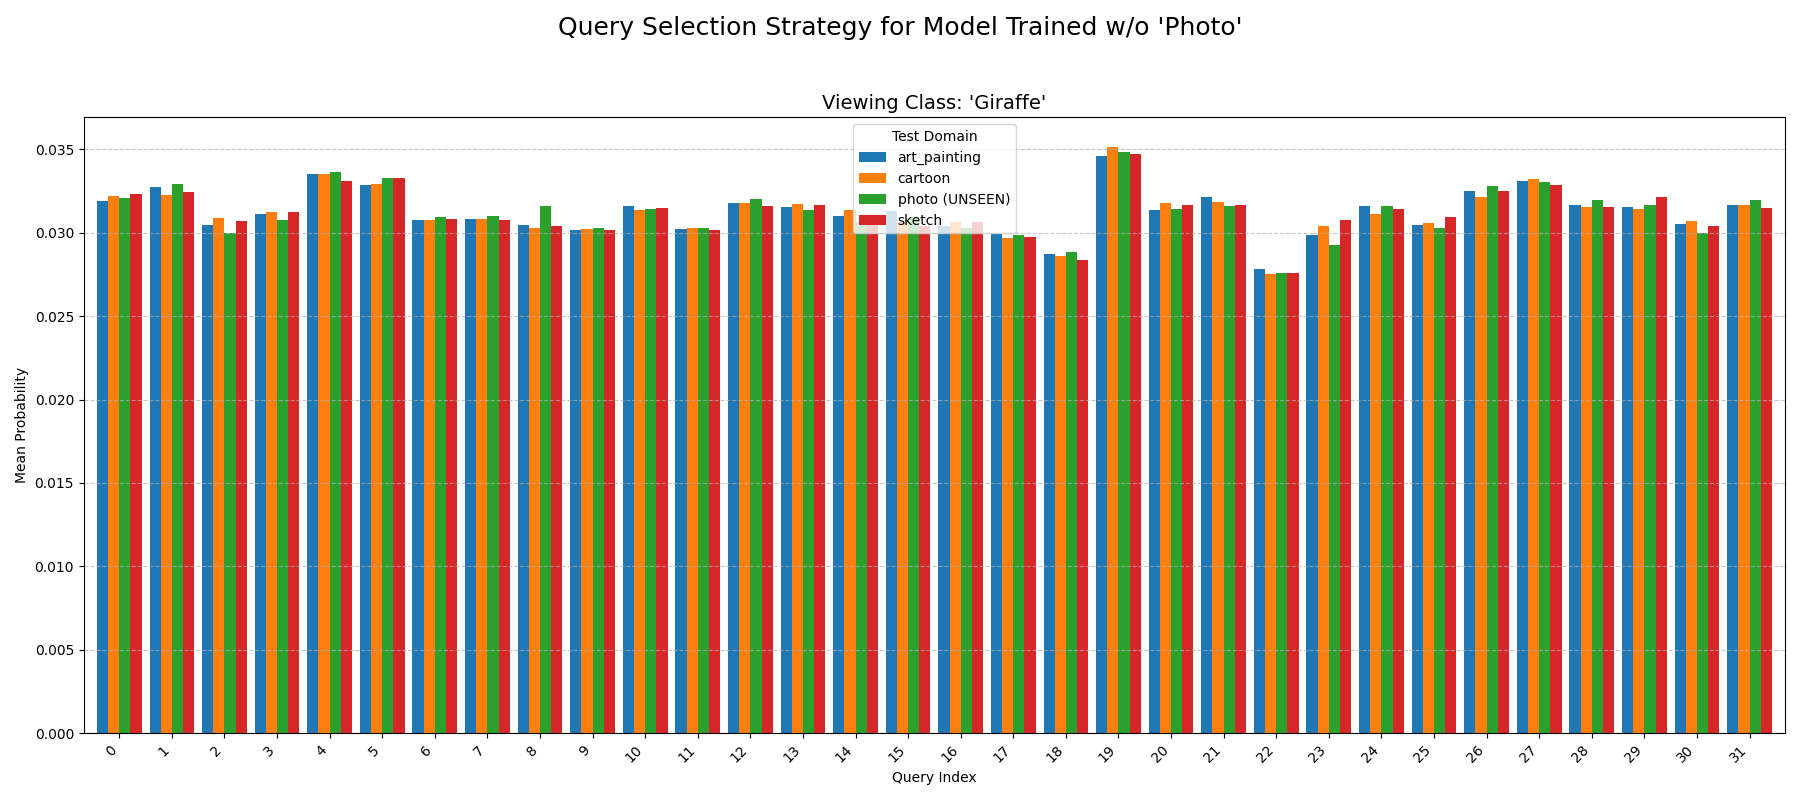 Query Selection Strategy for Model Trained w/o 'Photo'
Viewing Class: 'Giraffe'
Test Domain
art_painting
cartoon
photo (UNSEEN)
sketch
Mean Probability
0.035
0.030
0.025
0.020
0.015
0.010
0.005
0.000
0 1 2 3 4 5 6 7 8 9 10 11 12 13 14 15 16 17 18 19 20 21 22 23 24 25 26 27 28 29 30 31
Query Index